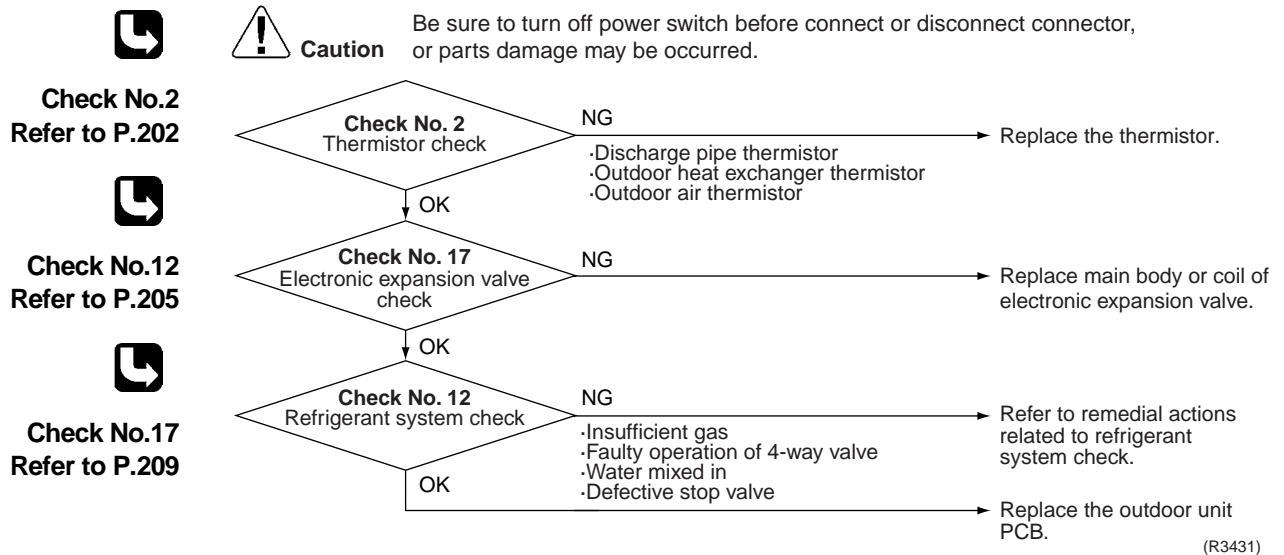 Caution
Be sure to turn off power switch before connect or disconnect connector,
or parts damage may be occurred.
Check No.2
Refer to P.202
Check No. 2
Thermistor check
NG
·Discharge pipe thermistor
·Outdoor heat exchanger thermistor
·Outdoor air thermistor
Replace the thermistor.
OK
Check No.12
Refer to P.205
Check No. 17
Electronic expansion valve
check
NG
Replace main body or coil of
electronic expansion valve.
OK
Check No.17
Refer to P.209
Check No. 12
Refrigerant system check
NG
·Insufficient gas
·Faulty operation of 4-way valve
·Water mixed in
·Defective stop valve
Refer to remedial actions
related to refrigerant
system check.
OK
Replace the outdoor unit
PCB.
(R3431)